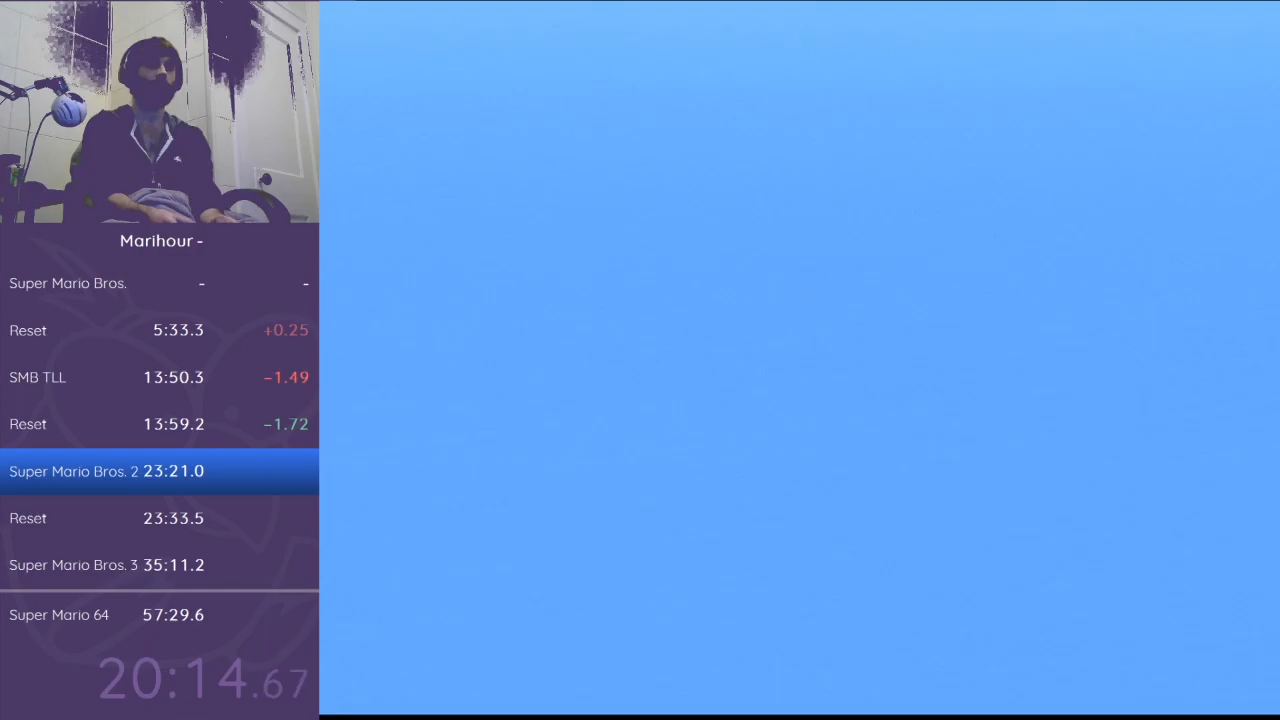 Marihour -
Super Mario Bros. - -
Reset 5:33.3 +0.25
SMB TLL 13:50.3 −1.49
Reset 13:59.2 −1.72
Super Mario Bros. 2 23:21.0
Reset 23:33.5
Super Mario Bros. 3 35:11.2
Super Mario 64 57:29.6
20:14.67